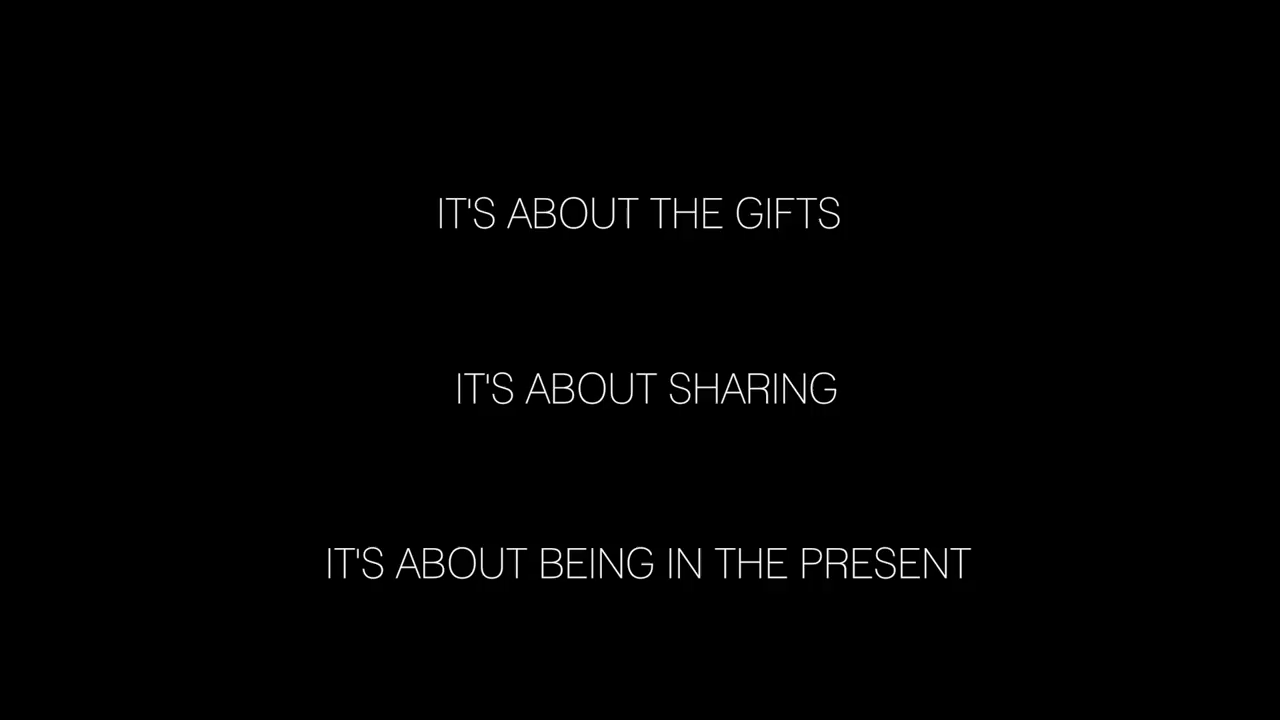 IT'S ABOUT THE GIFTS
IT'S ABOUT SHARING
IT'S ABOUT BEING IN THE PRESENT